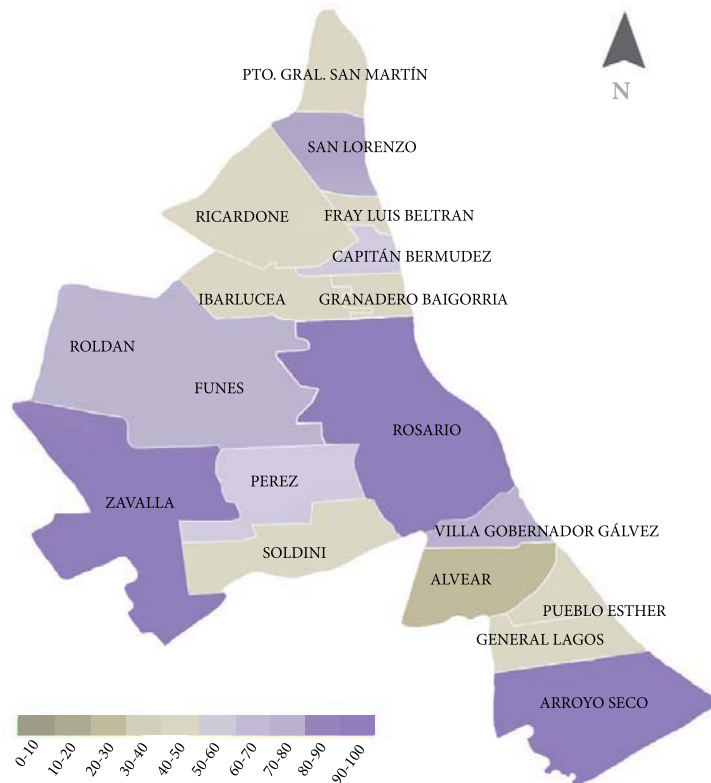 PTO. GRAL. SAN MARTÍN
N
SAN LORENZO
RICARDONE
FRAY LUIS BELTRAN
CAPITÁN BERMUDEZ
IBARLUCEA
GRANADERO BAIGORRIA
ROLDAN
FUNES
ROSARIO
PEREZ
ZAVALLA
VILLA GOBERNADOR GÁLVEZ
SOLDINI
ALVEAR
PUEBLO ESTHER
GENERAL LAGOS
ARROYO SECO
0-10
10-20
20-30
30-40
40-50
50-60
60-70
70-80
80-90
90-100